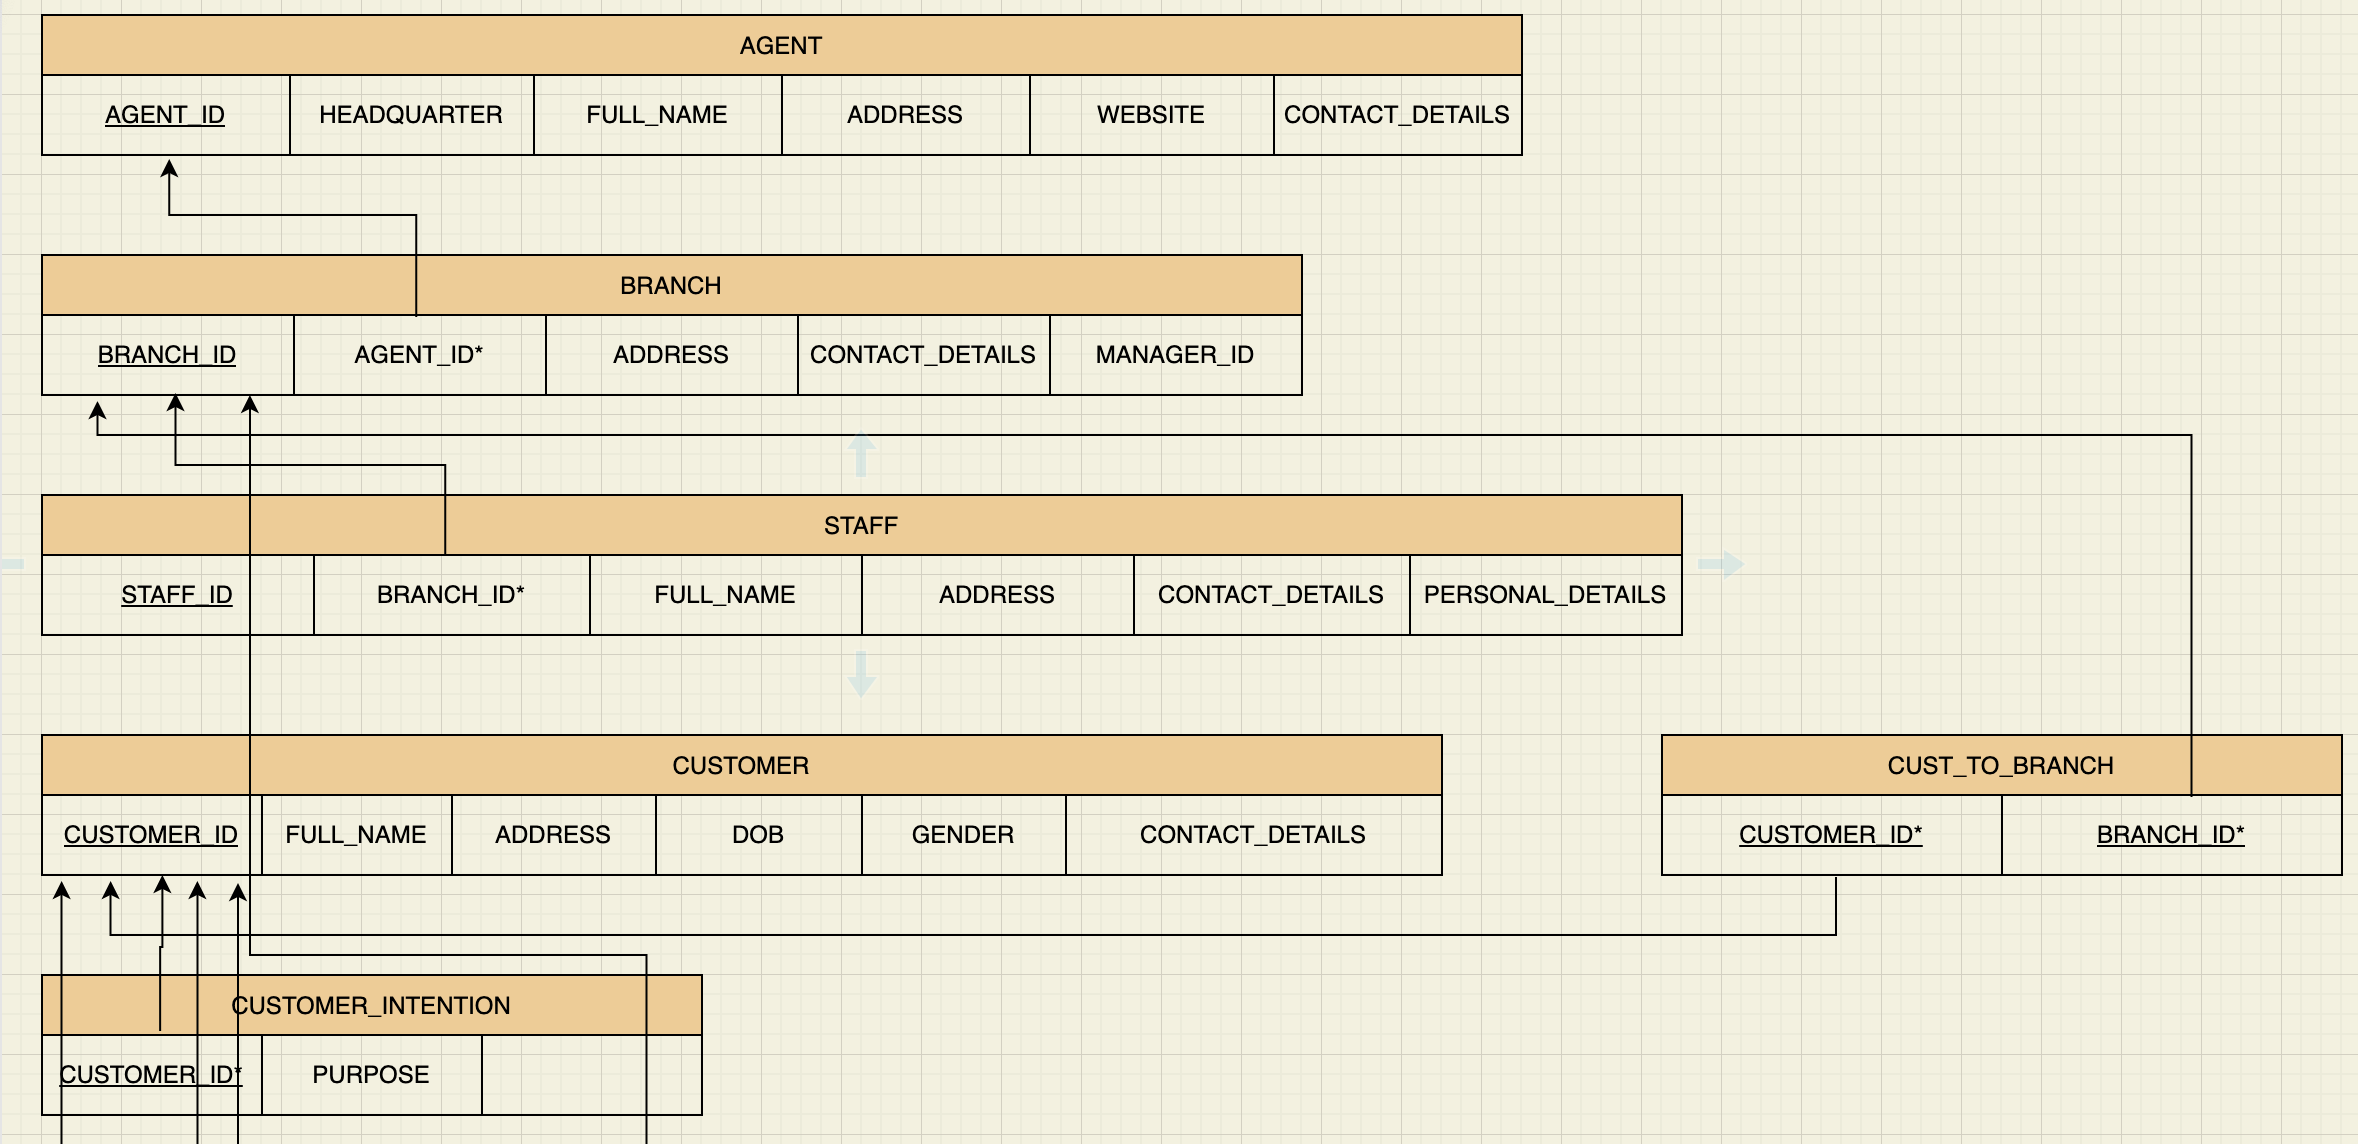 AGENT
AGENT_ID HEADQUARTER FULL_NAME ADDRESS WEBSITE CONTACT_DETAILS
BRANCH
BRANCH_ID AGENT_ID* ADDRESS CONTACT_DETAILS MANAGER_ID
STAFF
STAFF_ID BRANCH_ID* FULL_NAME ADDRESS CONTACT_DETAILS PERSONAL_DETAILS
CUSTOMER
CUSTOMER_ID FULL_NAME ADDRESS DOB GENDER CONTACT_DETAILS
CUST_TO_BRANCH
CUSTOMER_ID* BRANCH_ID*
CUSTOMER_INTENTION
CUSTOMER_ID* PURPOSE